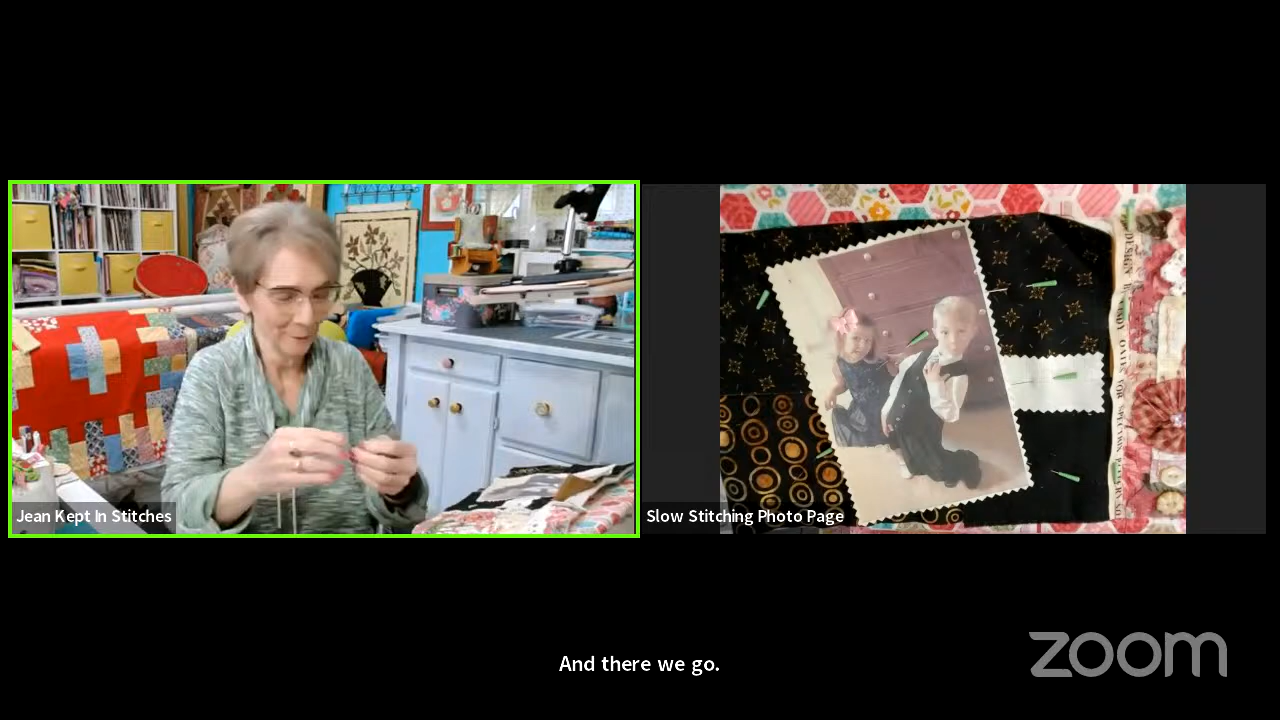 Jean Kept In Stitches
Slow Stitching Photo Page
And there we go.
zoom